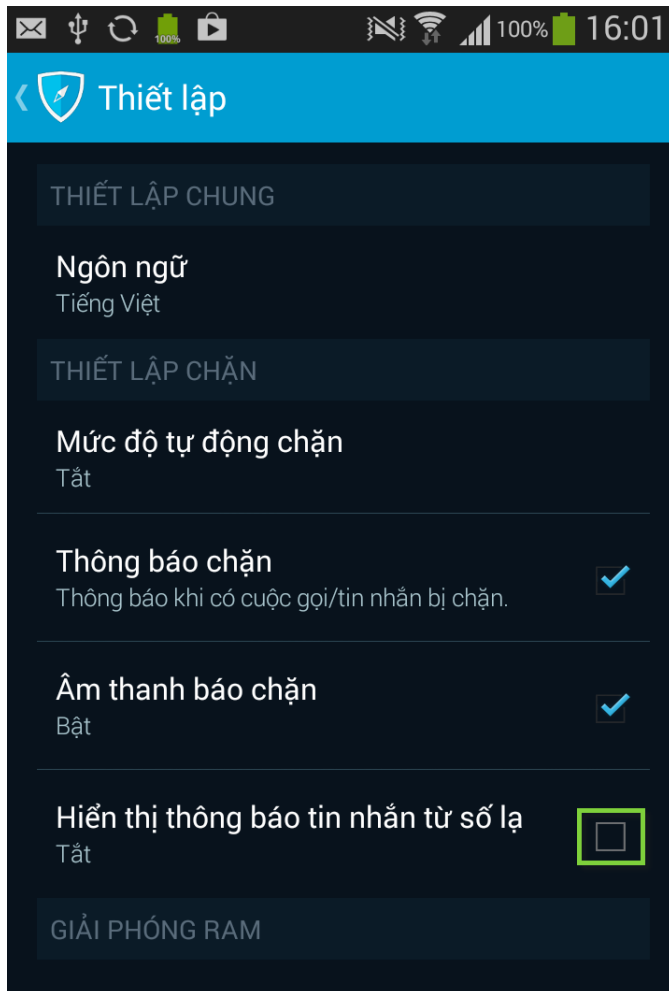 100%
100%
16:01
Thiết lập
THIẾT LẬP CHUNG
Ngôn ngữ
Tiếng Việt
THIẾT LẬP CHẶN
Mức độ tự động chặn
Tắt
Thông báo chặn
Thông báo khi có cuộc gọi/tin nhắn bị chặn.
Âm thanh báo chặn
Bật
Hiển thị thông báo tin nhắn từ số lạ
Tắt
GIẢI PHÓNG RAM